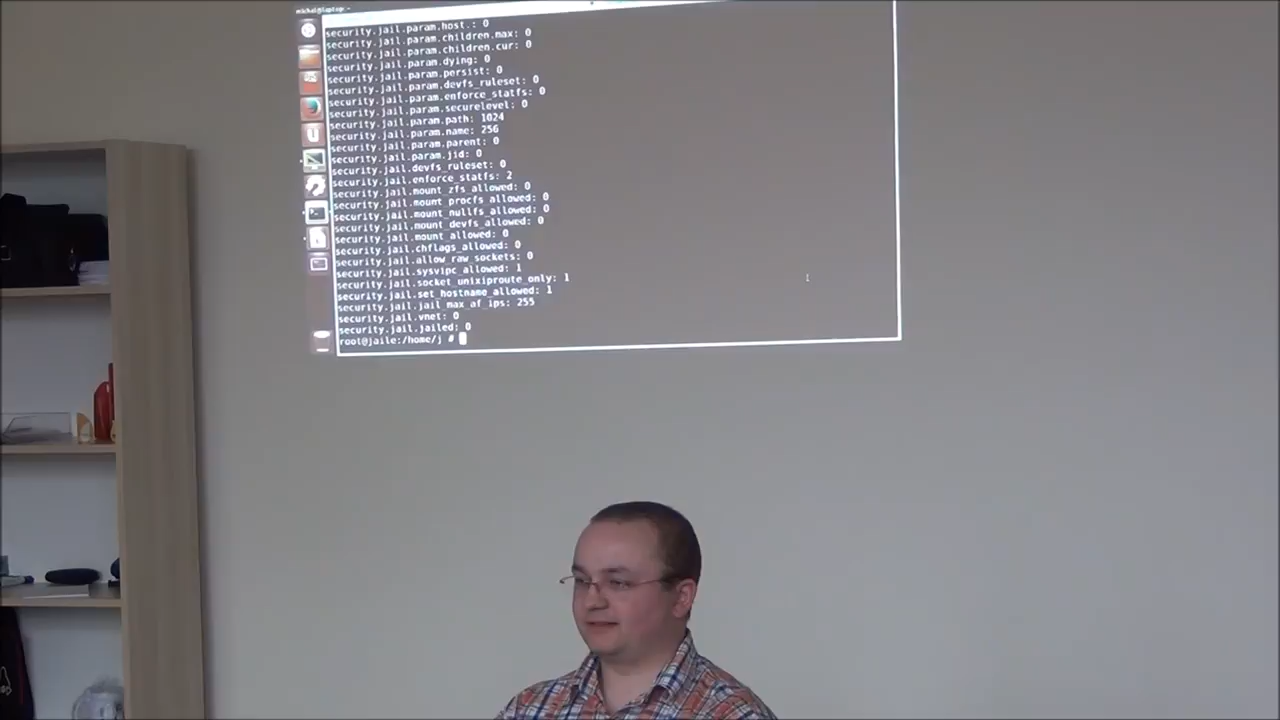 michal@laptop: ~
security.jail.param.host.: 0
security.jail.param.children.max: 0
security.jail.param.children.cur: 0
security.jail.param.dying: 0
security.jail.param.persist: 0
security.jail.param.devfs_ruleset: 0
security.jail.param.enforce_statfs: 0
security.jail.param.securelevel: 0
security.jail.param.path: 1024
security.jail.param.name: 256
security.jail.param.parent: 0
security.jail.param.jid: 0
security.jail.devfs_ruleset: 0
security.jail.enforce_statfs: 2
security.jail.mount_zfs_allowed: 0
security.jail.mount_procfs_allowed: 0
security.jail.mount_nullfs_allowed: 0
security.jail.mount_devfs_allowed: 0
security.jail.mount_allowed: 0
security.jail.chflags_allowed: 0
security.jail.allow_raw_sockets: 0
security.jail.sysvipc_allowed: 1
security.jail.socket_unixiproute_only: 1
security.jail.set_hostname_allowed: 1
security.jail.jail_max_af_ips: 255
security.jail.vnet: 0
security.jail.jailed: 0
root@jaile:/home/j #